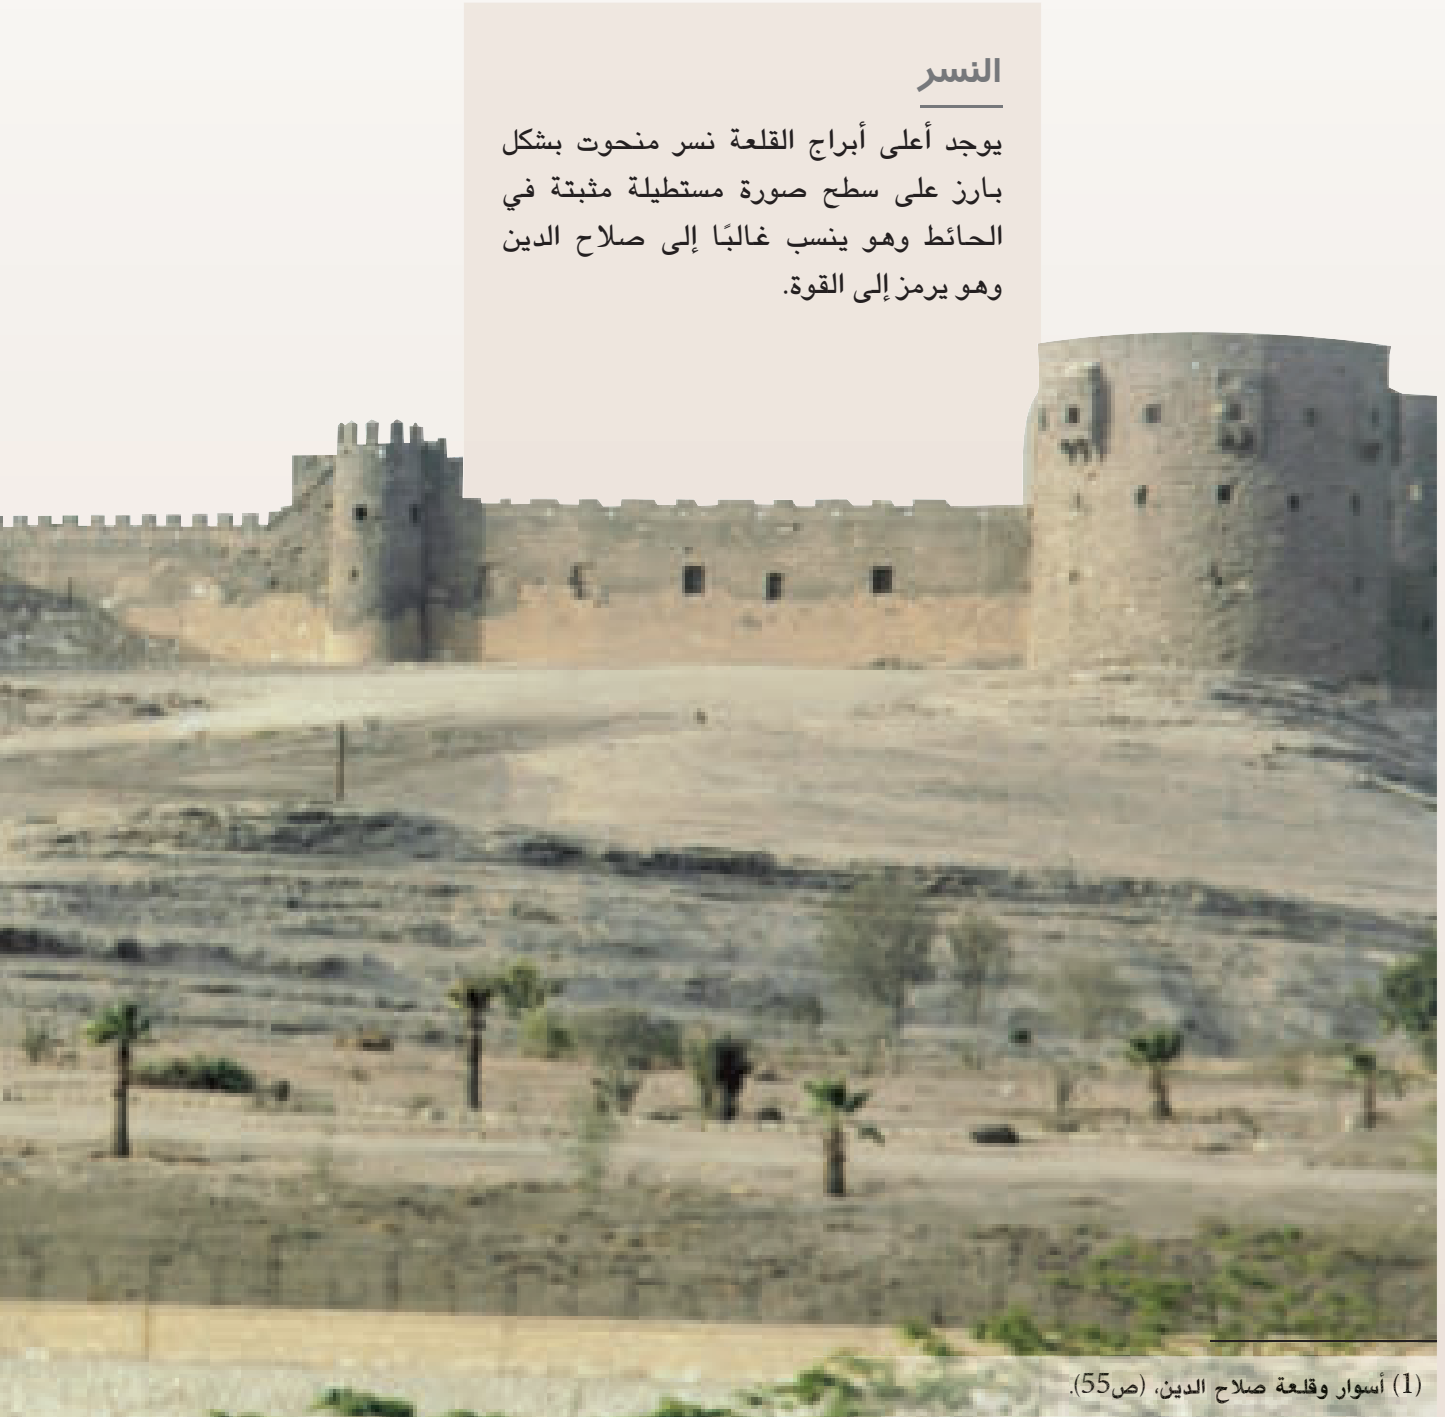 النسر
يوجد أعلى أبراج القلعة نسر منحوت بشكل
بارز على سطح صورة مستطيلة مثبتة في
الحائط وهو ينسب غالبًا إلى صلاح الدين
وهو يرمز إلى القوة.
(1) أسوار وقلعة صلاح الدين، (ص55).